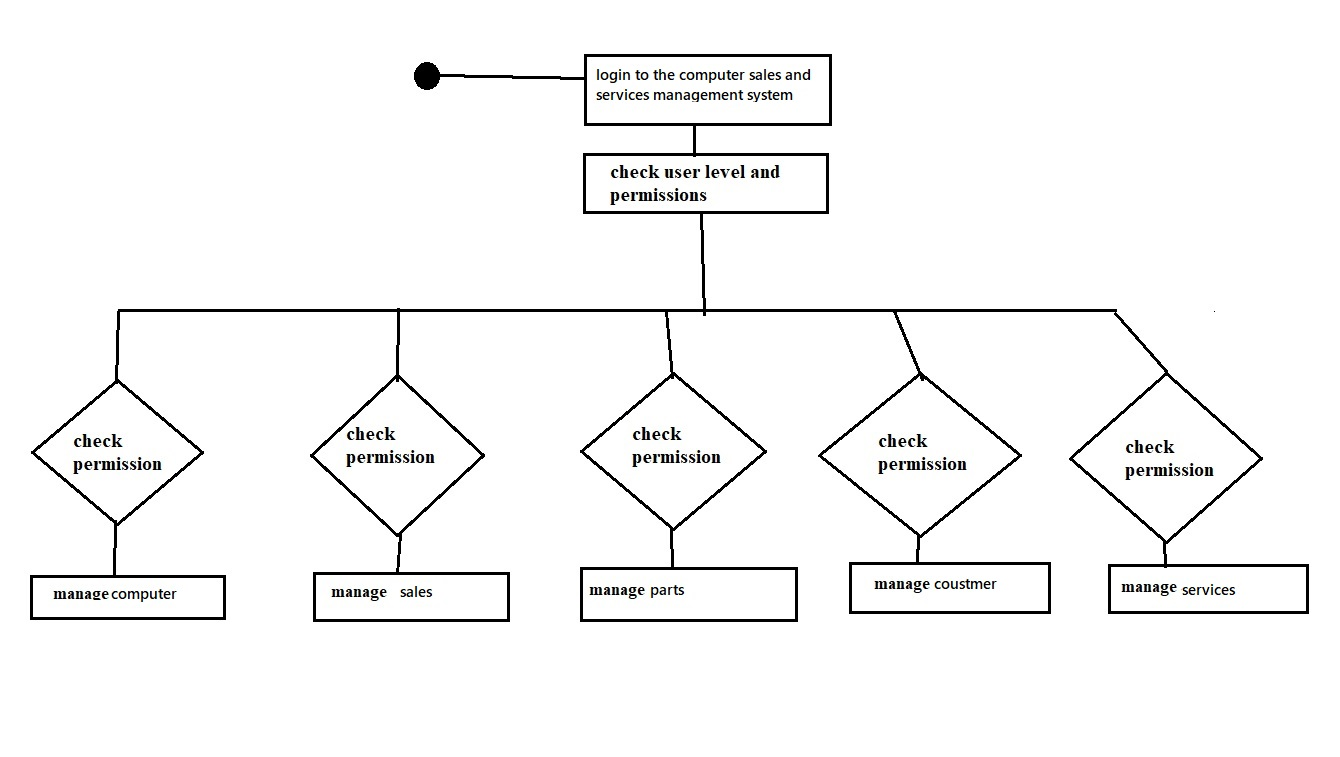 login to the computer sales and
services management system
check user level and
permissions
check
permission
check
permission
check
permission
check
permission
check
permission
manage computer
manage sales
manage parts
manage coustmer
manage services